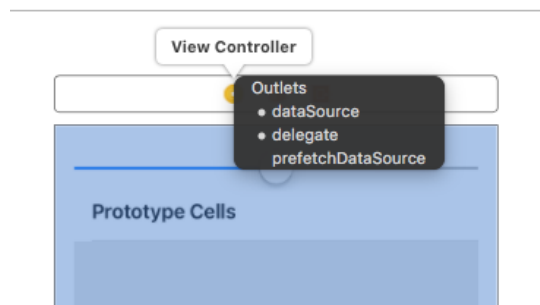 View Controller
Outlets
• dataSource
• delegate
prefetchDataSource
Prototype Cells